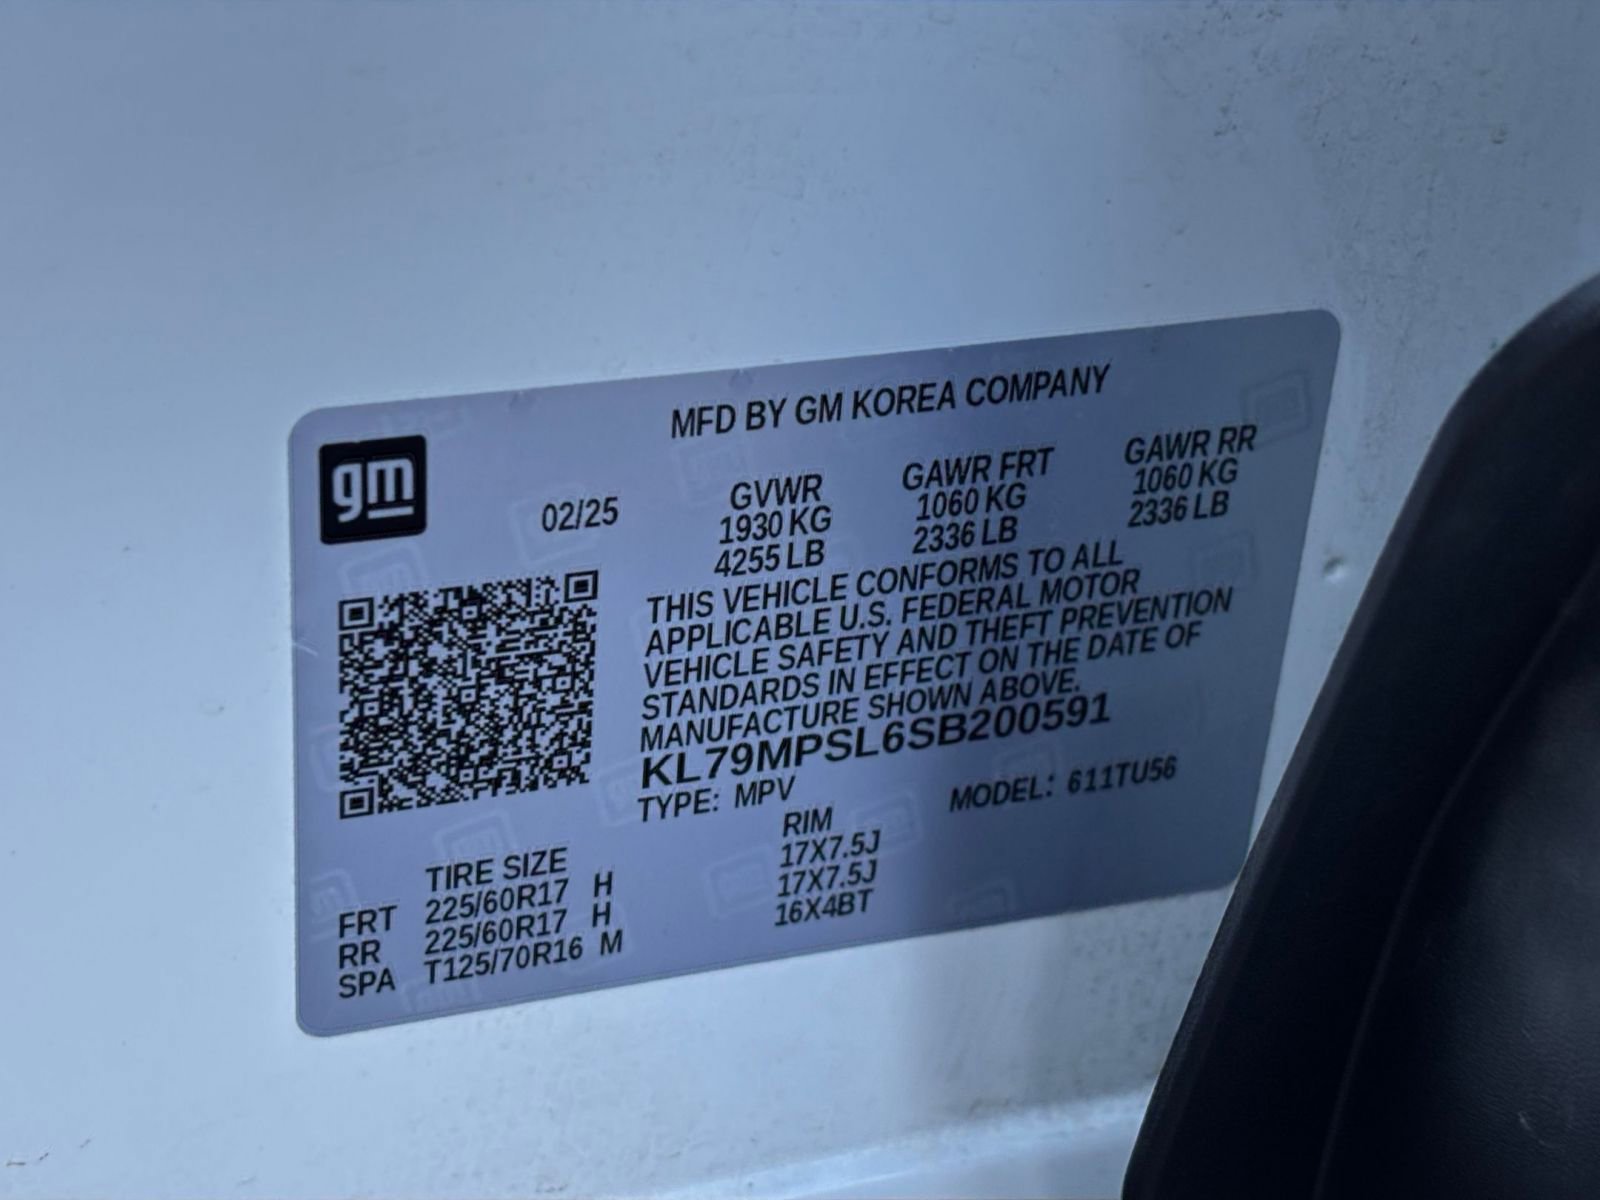 MFD BY GM KOREA COMPANY
gm
02/25
GVWR GAWR FRT GAWR RR
1930 KG 1060 KG 1060 KG
4255 LB 2336 LB 2336 LB
THIS VEHICLE CONFORMS TO ALL
APPLICABLE U.S. FEDERAL MOTOR
VEHICLE SAFETY AND THEFT PREVENTION
STANDARDS IN EFFECT ON THE DATE OF
MANUFACTURE SHOWN ABOVE.
KL79MPSL6SB200591
TYPE: MPV MODEL: 611TU56
TIRE SIZE RIM
FRT 225/60R17 H 17X7.5J
RR 225/60R17 H 17X7.5J
SPA T125/70R16 M 16X4BT